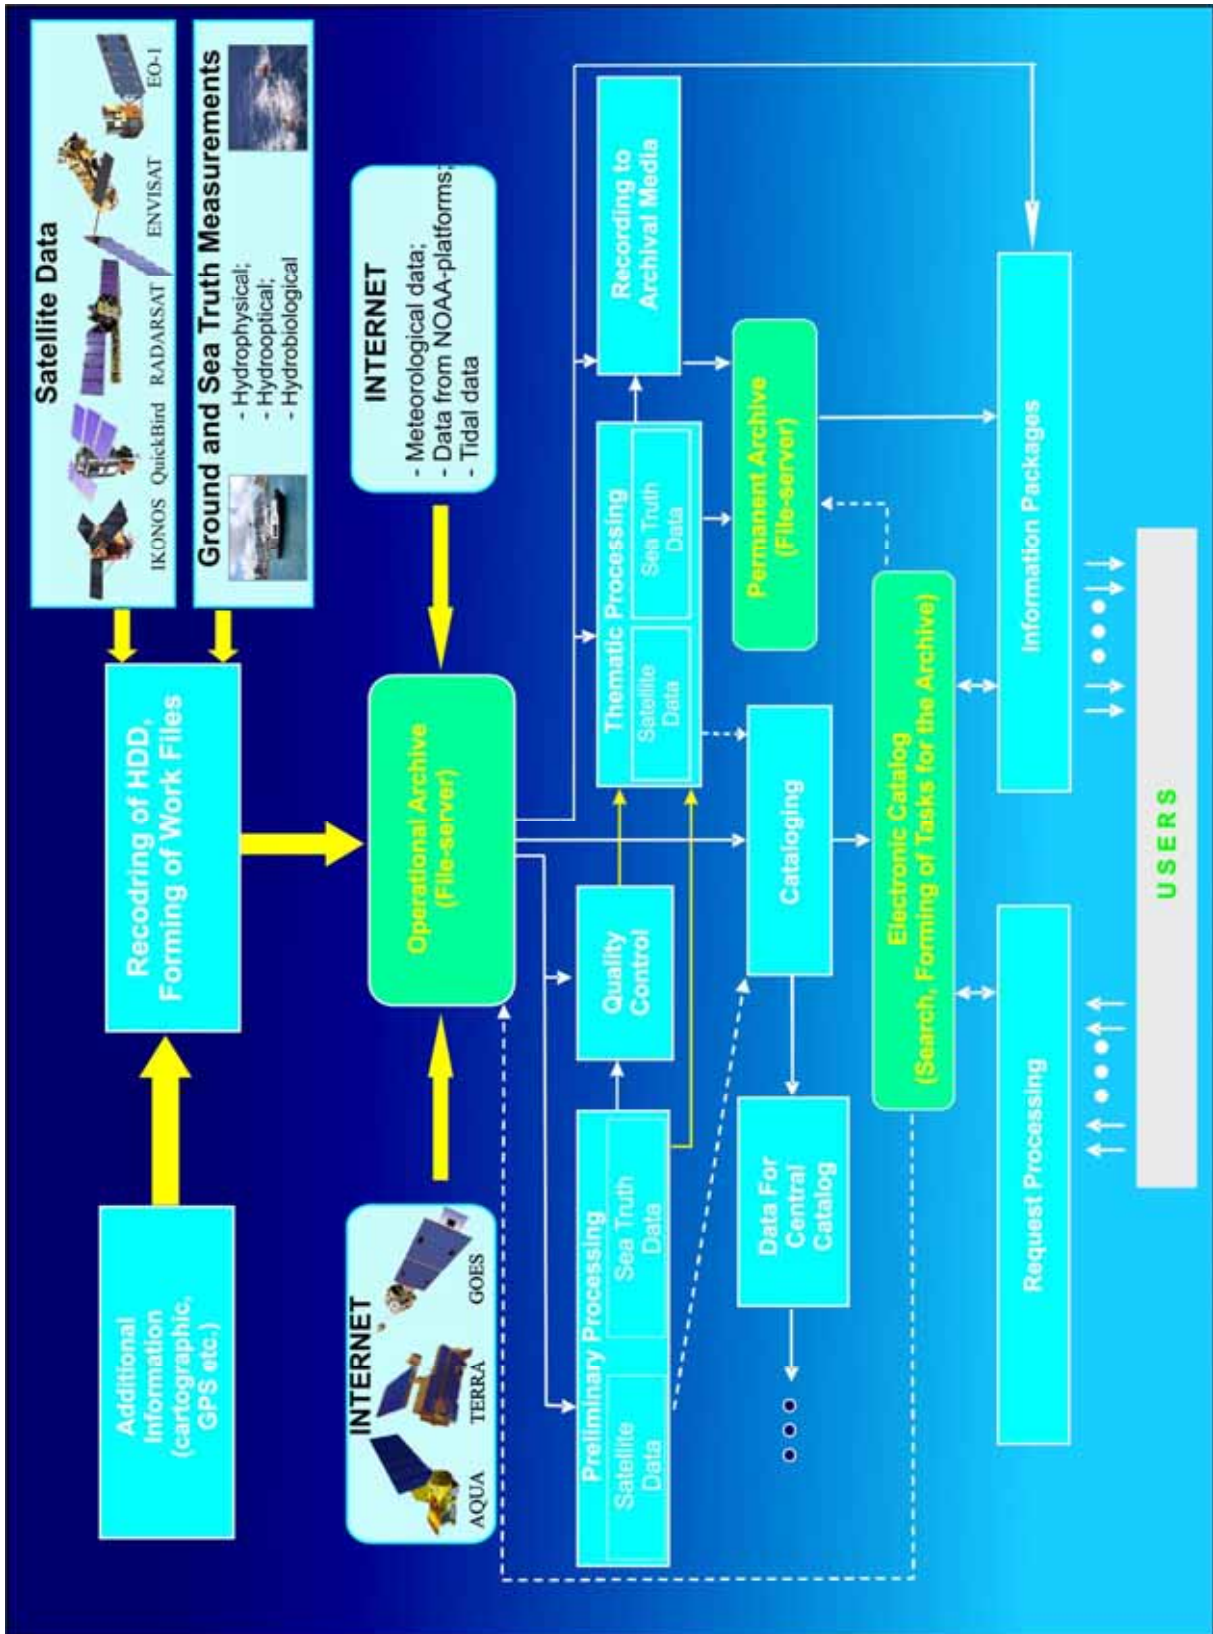 Additional
Information
(cartographic,
GPS etc.)
Recodring of HDD,
Forming of Work Files
Satellite Data
IKONOS
QuickBird
RADARSAT
ENVISAT
EO-1
Ground and Sea Truth Measurements
- Hydrophysical;
- Hydrooptical;
- Hydrobiological
INTERNET
AQUA
TERRA
GOES
Operational Archive
(File-server)
INTERNET
- Meteorological data;
- Data from NOAA-platforms;
- Tidal data
Preliminary Processing
Satellite
Data
Sea Truth
Data
Quality
Control
Thematic Processing
Satellite
Data
Sea Truth
Data
Recording to
Archival Media
Data For
Central
Catalog
Cataloging
Permanent Archive
(File-server)
Electronic Catalog
(Search, Forming of Tasks for the Archive)
Request Processing
Information Packages
USERS